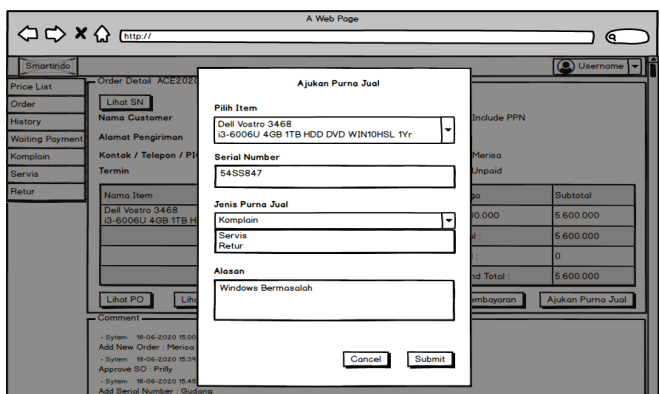 A Web Page
http://
Smartindo
Username
Price List
Order
History
Waiting Payment
Komplain
Servis
Retur
Order Detail ACE202
Lihat SN
Nama Customer
Include PPN
Alamat Pengiriman
Kontak / Telepon / PI
Merisa
Termin
Unpaid
Nama Item
Subtotal
Dell Vostro 3468
i3-6006U 4GB 1TB H
00.000
5.600.000
5.600.000
0
nd Total :
5.600.000
Lihat PO
embayaran
Ajukan Purna Jual
Comment
- Sytem 18-06-2020 15.00
Add New Order : Merisa
- Sytem 18-06-2020 15.39
Approve SO : Prilly
- Sytem 18-06-2020 15.45
Add Serial Number : Gudang
Ajukan Purna Jual
Pilih Item
Dell Vostro 3468
i3-6006U 4GB 1TB HDD DVD WIN10HSL 1Yr
Serial Number
54SS847
Jenis Purna Jual
Komplain
Servis
Retur
Alasan
Windows Bermasalah
Cancel
Submit